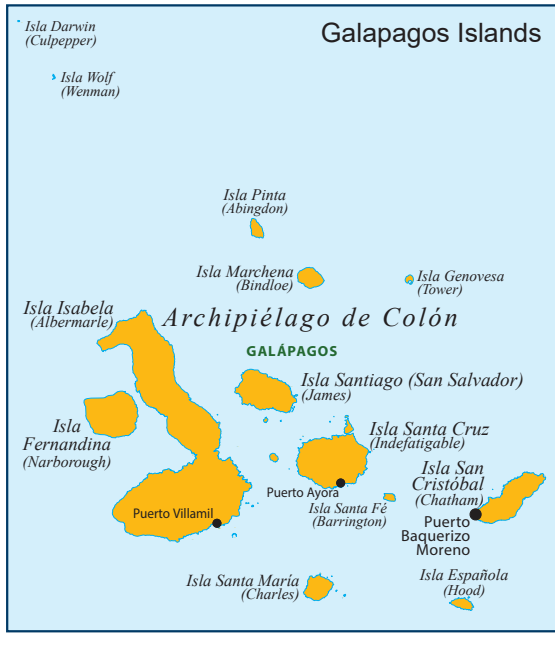 Galapagos Islands
Isla Darwin
(Culpepper)
Isla Wolf
(Wenman)
Isla Pinta
(Abingdon)
Isla Marchena
(Bindloe)
Isla Genovesa
(Tower)
Isla Isabela
(Albermarle)
Archipiélago de Colón
GALÁPAGOS
Isla Santiago (San Salvador)
(James)
Isla
Fernandina
(Narborough)
Isla Santa Cruz
(Indefatigable)
Isla San
Cristóbal
(Chatham)
Puerto Ayora
Isla Santa Fé
(Barrington)
Puerto Villamil
Puerto
Baquerizo
Moreno
Isla Santa María
(Charles)
Isla Española
(Hood)